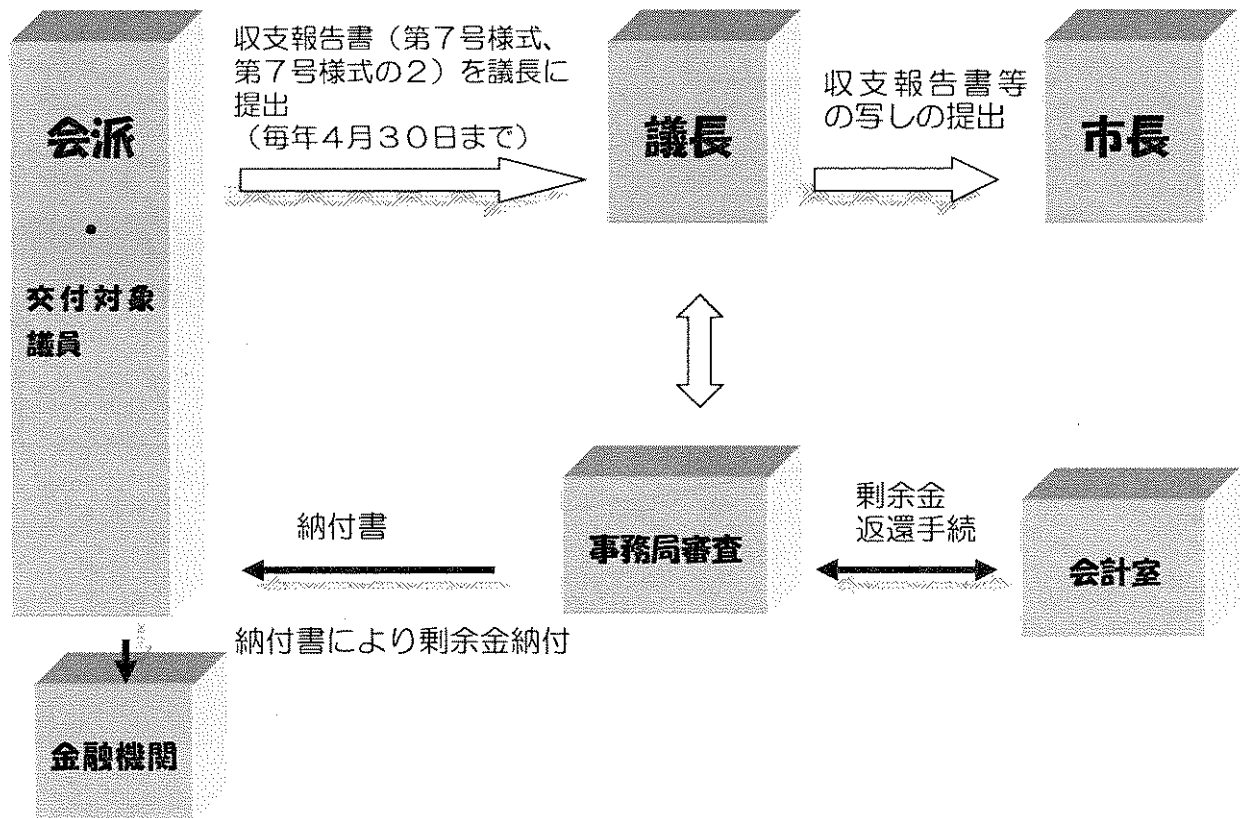 収支報告書（第７号様式、
第７号様式の２）を議長に
提出
（毎年４月３０日まで）
会派
・
交付対象
議員
議長
収支報告書等
の写しの提出
市長
納付書
事務局審査
剰余金
返還手続
会計室
納付書により剰余金納付
金融機関